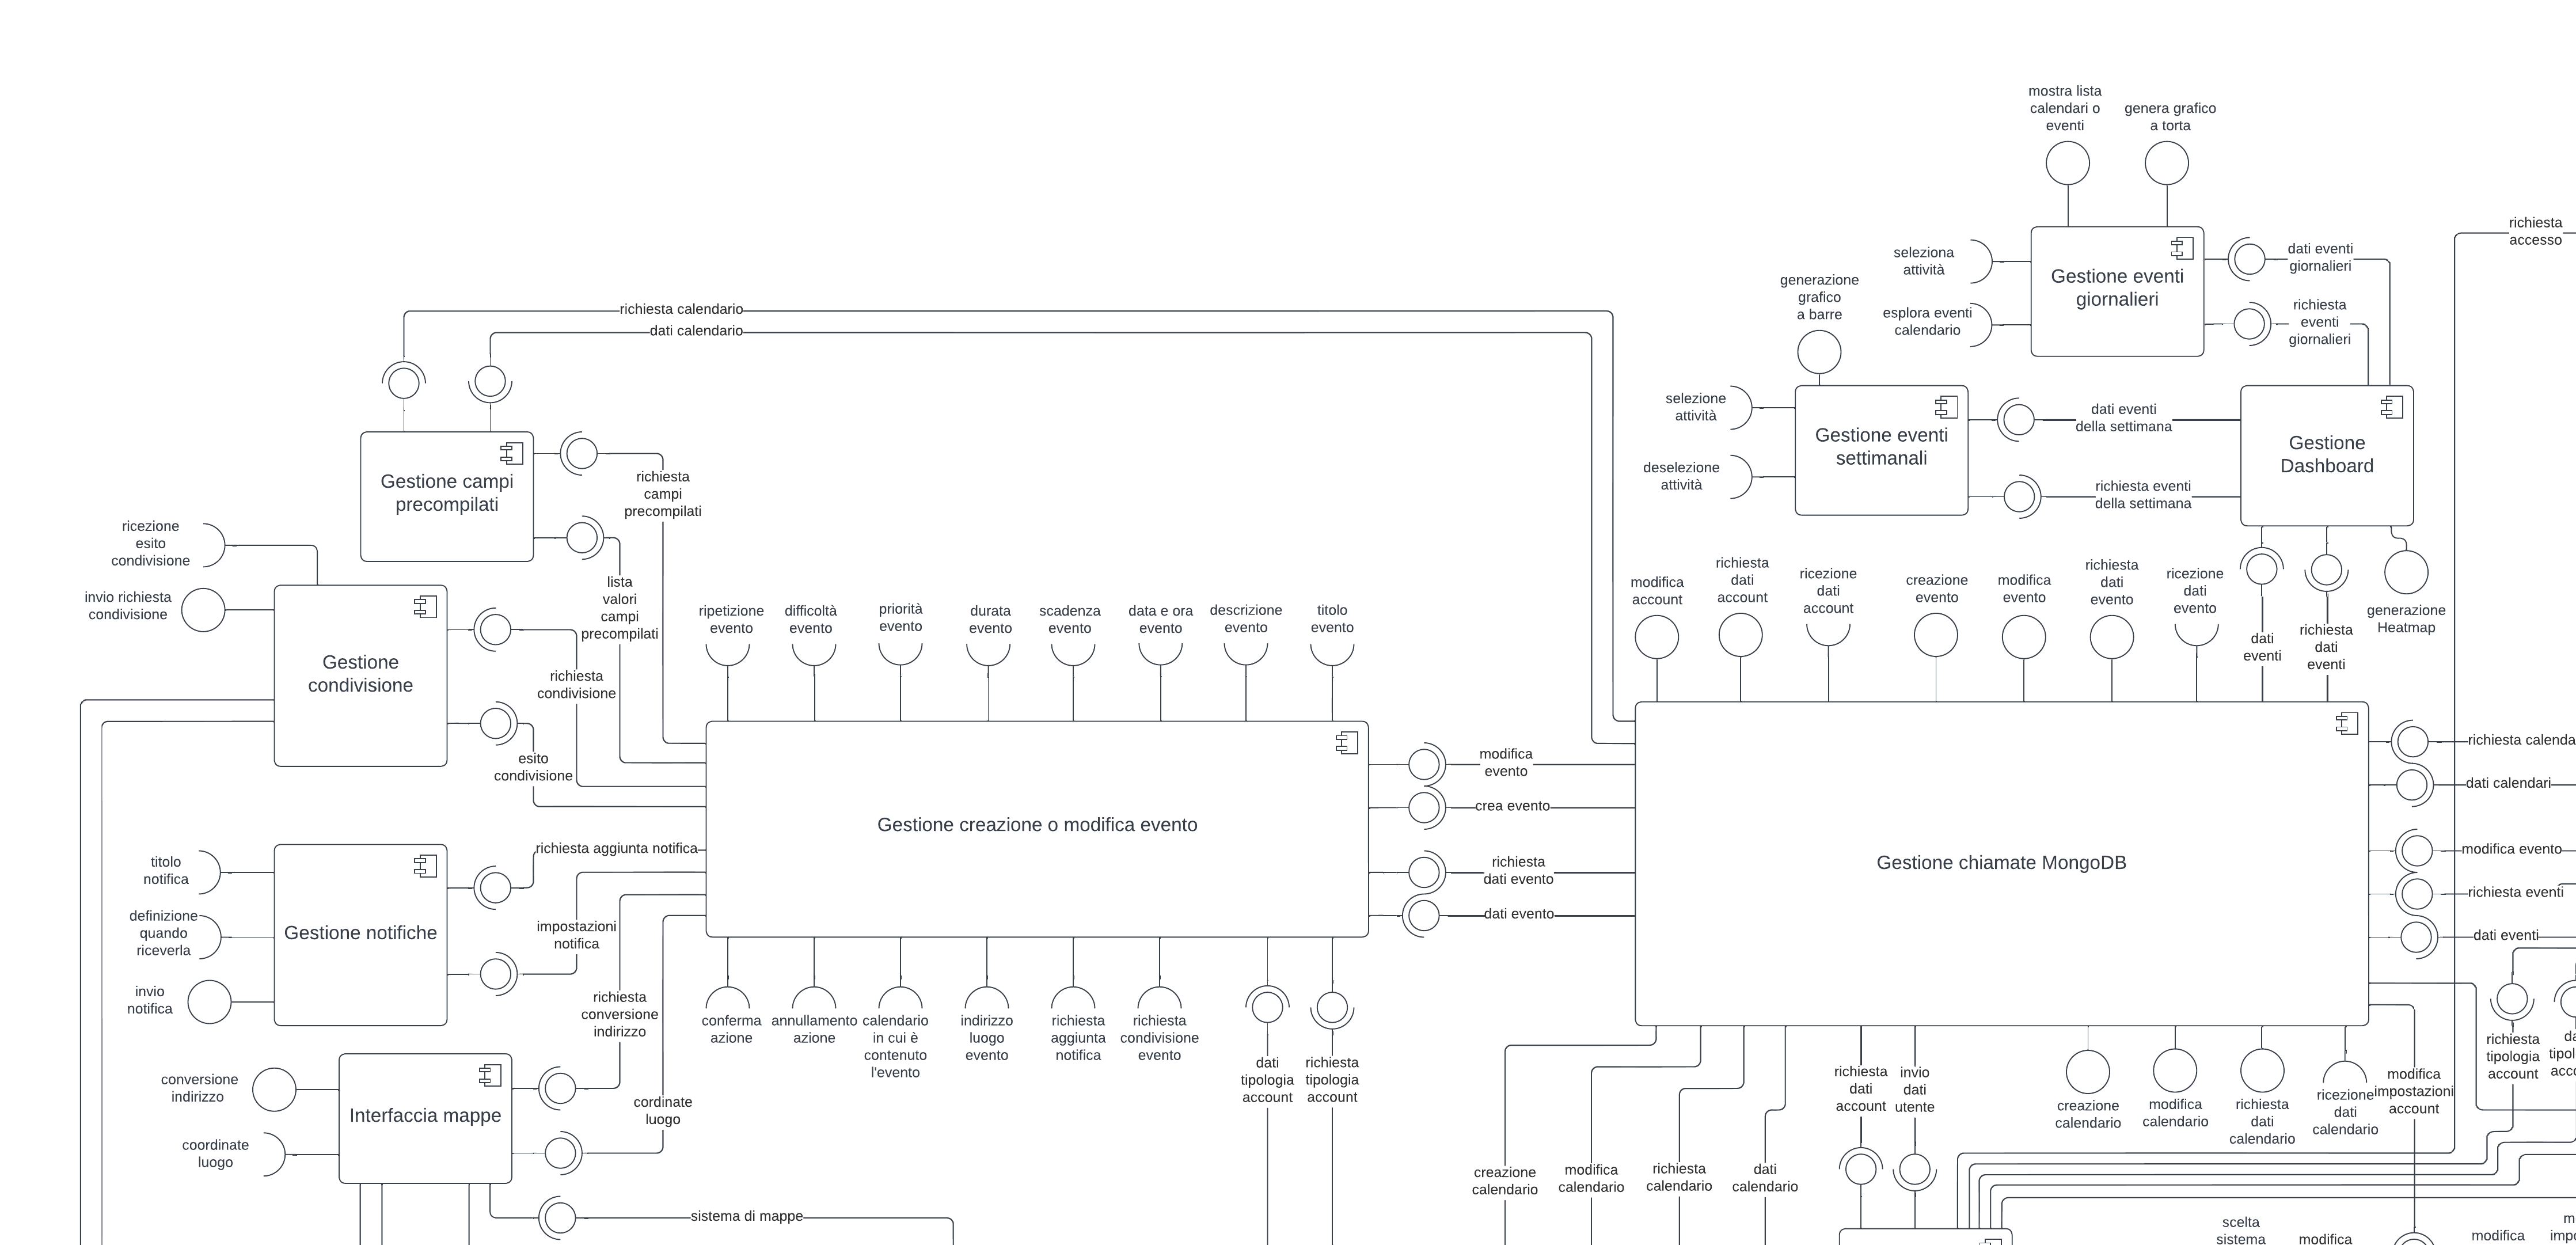 mostra lista
calendari o
eventi
genera grafico
a torta
richiesta
accesso
seleziona
attività
esplora eventi
calendario
Gestione eventi
giornalieri
dati eventi
giornalieri
richiesta
eventi
giornalieri
generazione
grafico
a barre
selezione
attività
deselezione
attività
Gestione eventi
settimanali
dati eventi
della settimana
richiesta eventi
della settimana
Gestione
Dashboard
richiesta calendario
dati calendario
Gestione campi
precompilati
richiesta
campi
precompilati
lista
valori
campi
precompilati
ricezione
esito
condivisione
invio richiesta
condivisione
Gestione
condivisione
richiesta
condivisione
esito
condivisione
ripetizione
evento
difficoltà
evento
priorità
evento
durata
evento
scadenza
evento
data e ora
evento
descrizione
evento
titolo
evento
modifica
account
richiesta
dati
account
ricezione
dati
account
creazione
evento
modifica
evento
richiesta
dati
evento
ricezione
dati
evento
dati
eventi
richiesta
dati
eventi
generazione
Heatmap
Gestione creazione o modifica evento
modifica
evento
crea evento
richiesta
dati evento
dati evento
Gestione chiamate MongoDB
richiesta calenda
dati calendari
modifica evento
richiesta eventi
dati eventi
titolo
notifica
definizione
quando
riceverla
invio
notifica
Gestione notifiche
richiesta aggiunta notifica
impostazioni
notifica
richiesta
conversione
indirizzo
cordinate
luogo
conferma
azione
annullamento
azione
calendario
in cui è
contenuto
l'evento
indirizzo
luogo
evento
richiesta
aggiunta
notifica
richiesta
condivisione
evento
dati
tipologia
account
richiesta
tipologia
account
conversione
indirizzo
coordinate
luogo
Interfaccia mappe
sistema di mappe
creazione
calendario
modifica
calendario
richiesta
calendario
dati
calendario
richiesta
dati
account
invio
dati
utente
creazione
calendario
modifica
calendario
richiesta
dati
calendario
ricezione
dati
calendario
modifica
impostazioni
account
richiesta
tipologia
account
da
tipol
acco
scelta
sistema
modifica
modifica
m
imp